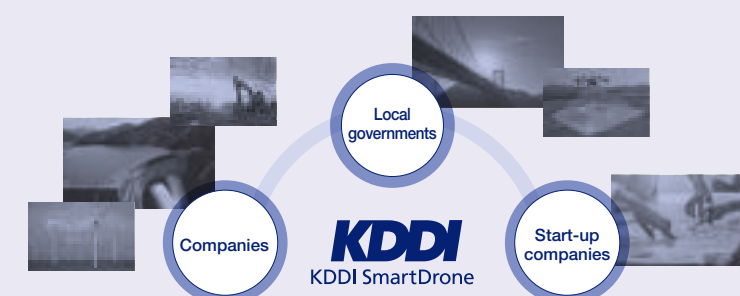 Local
governments
Companies
KDDI
KDDI SmartDrone
Start-up
companies